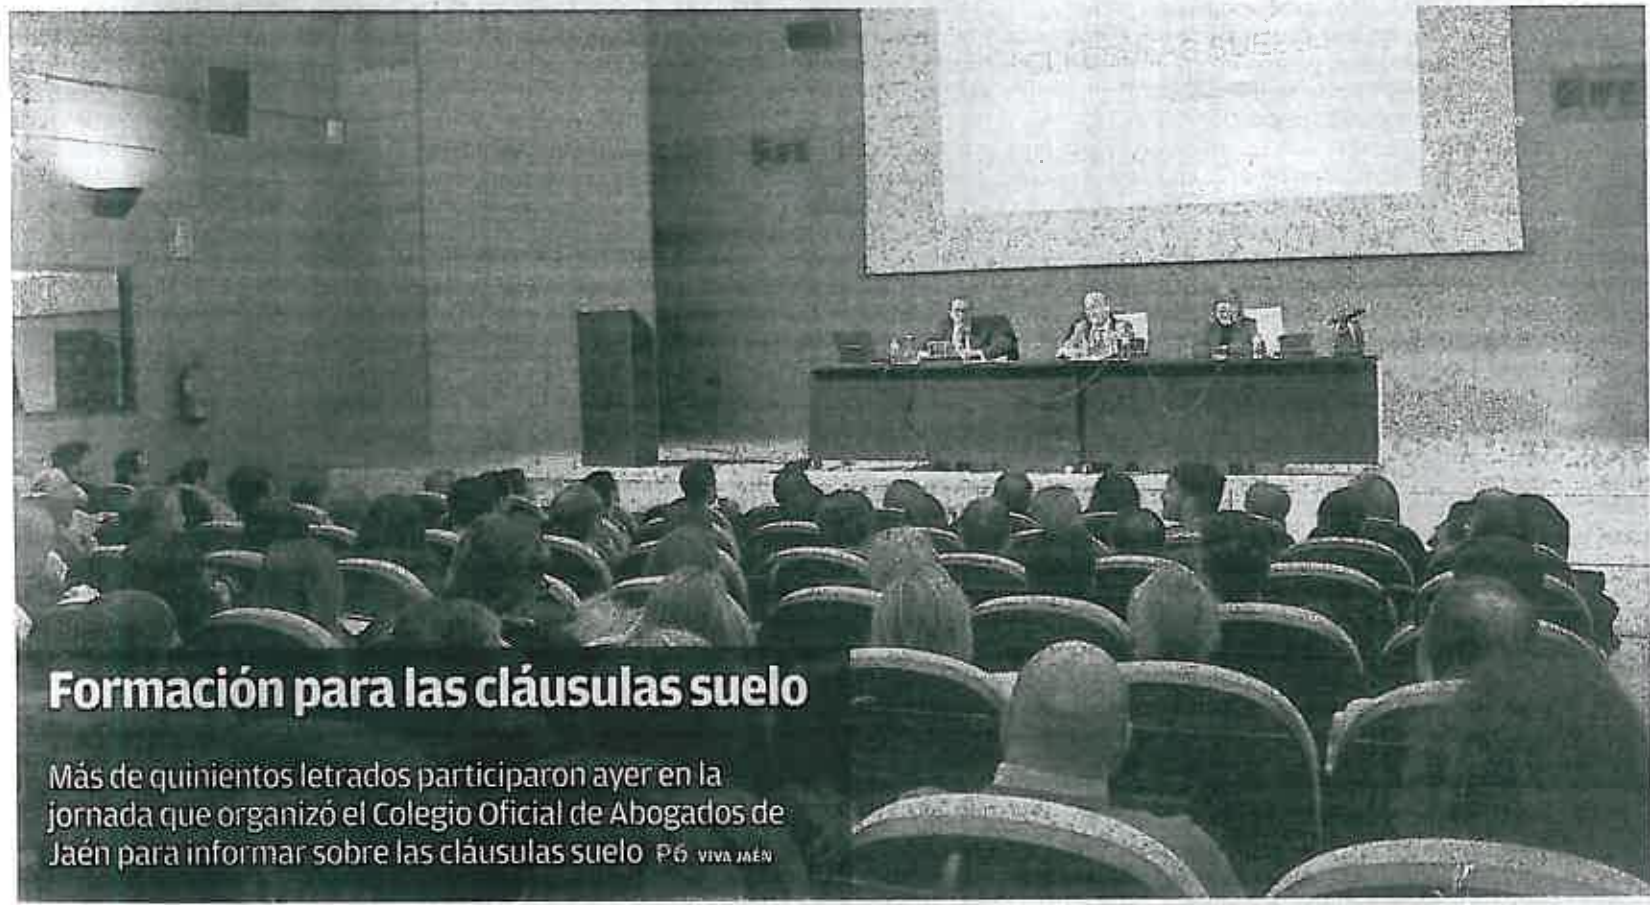 Formación para las cláusulas suelo
Más de quinientos letrados participaron ayer en la
jornada que organizó el Colegio Oficial de Abogados de
Jaén para informar sobre las cláusulas suelo P6 VIVA JAÉN